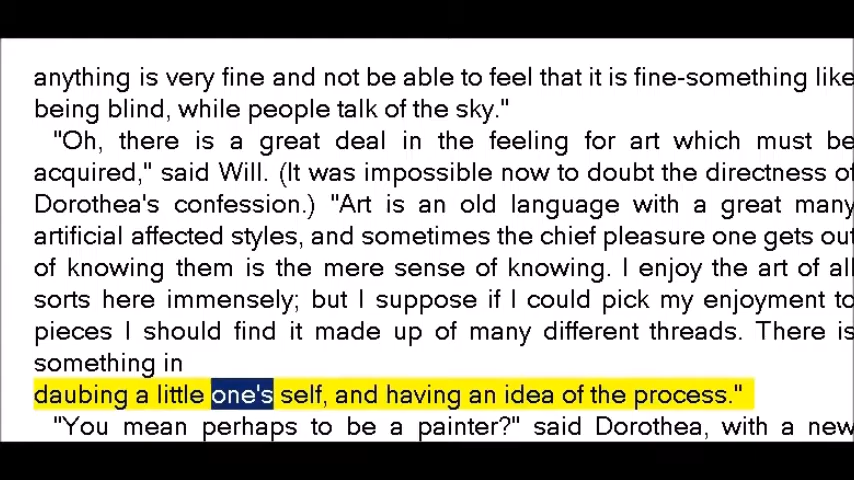 anything is very fine and not be able to feel that it is fine-something like
being blind, while people talk of the sky."
"Oh, there is a great deal in the feeling for art which must be
acquired," said Will. (It was impossible now to doubt the directness of
Dorothea's confession.) "Art is an old language with a great many
artificial affected styles, and sometimes the chief pleasure one gets out
of knowing them is the mere sense of knowing. I enjoy the art of all
sorts here immensely; but I suppose if I could pick my enjoyment to
pieces I should find it made up of many different threads. There is
something in
daubing a little one's self, and having an idea of the process."
"You mean perhaps to be a painter?" said Dorothea, with a new